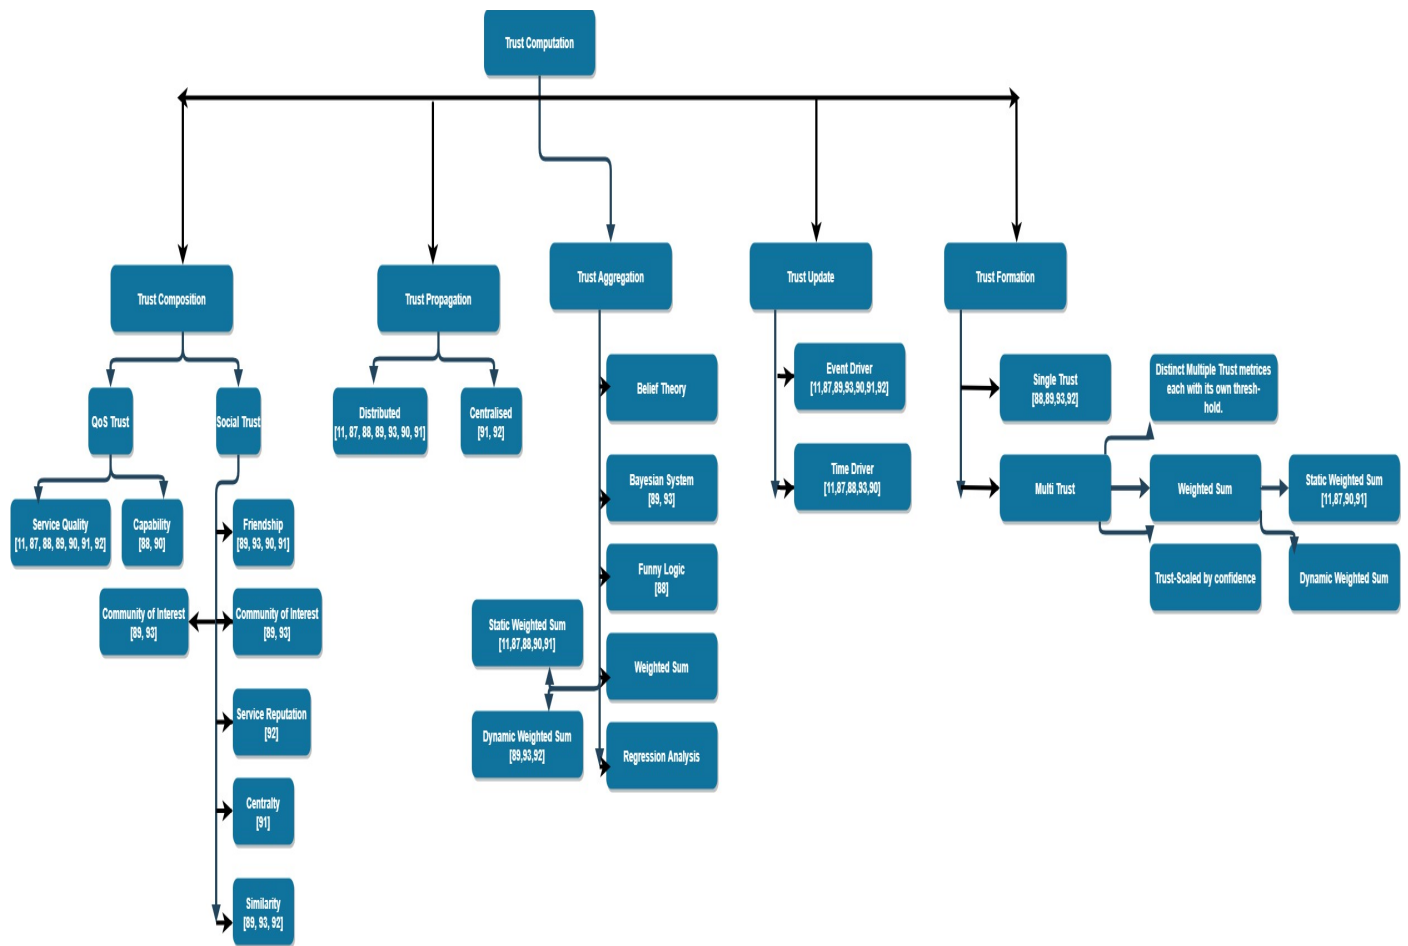 Trust Computation
Trust Composition
Trust Propagation
Trust Aggregation
Trust Update
Trust Formation
QoS Trust
Social Trust
Service Quality
[11, 87, 88, 89, 90, 91, 92]
Capability
[88, 90]
Friendship
[89, 93, 90, 91]
Community of Interest
[89, 93]
Community of Interest
[89, 93]
Service Reputation
[92]
Centralty
[91]
Similarity
[89, 93, 92]
Distributed
[11, 87, 88, 89, 93, 90, 91]
Centralised
[91, 92]
Belief Theory
Bayesian System
[89, 93]
Funny Logic
[88]
Weighted Sum
Static Weighted Sum
[11,87,88,90,91]
Dynamic Weighted Sum
[89,93,92]
Regression Analysis
Event Driver
[11,87,89,93,90,91,92]
Time Driver
[11,87,88,93,90]
Single Trust
[88,89,93,92]
Multi Trust
Distinct Multiple Trust metrices
each with its own thresh-
hold.
Weighted Sum
Static Weighted Sum
[11,87,90,91]
Trust-Scaled by confidence
Dynamic Weighted Sum